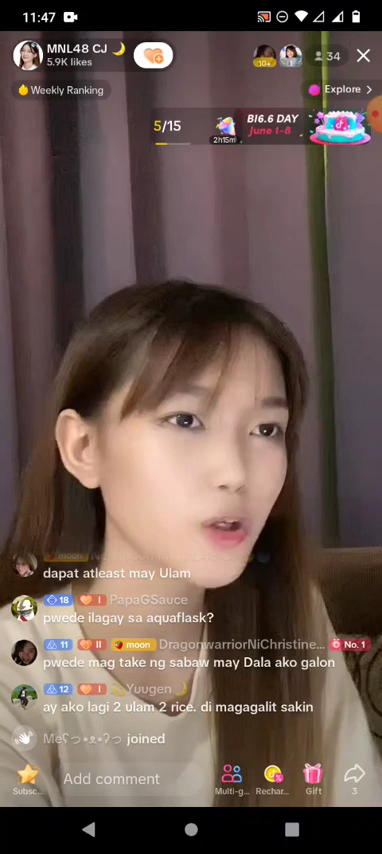 11:47
MNL48 CJ 🌙
5.9K likes
10+
34
Weekly Ranking
Explore
5/15
2h15m
BI6.6 DAY
June 1-8
moon
dapat atleast may Ulam
18 I PapaGSauce
pwede ilagay sa aquaflask?
11 II moon DragonwarriorNiChristine... No. 1
pwede mag take ng sabaw may Dala ako galon
12 I 💫Yuugen🌙
ay ako lagi 2 ulam 2 rice. di magagalit sakin
joined
Subsc...
Add comment
Multi-g...
Rechar...
Gift
3